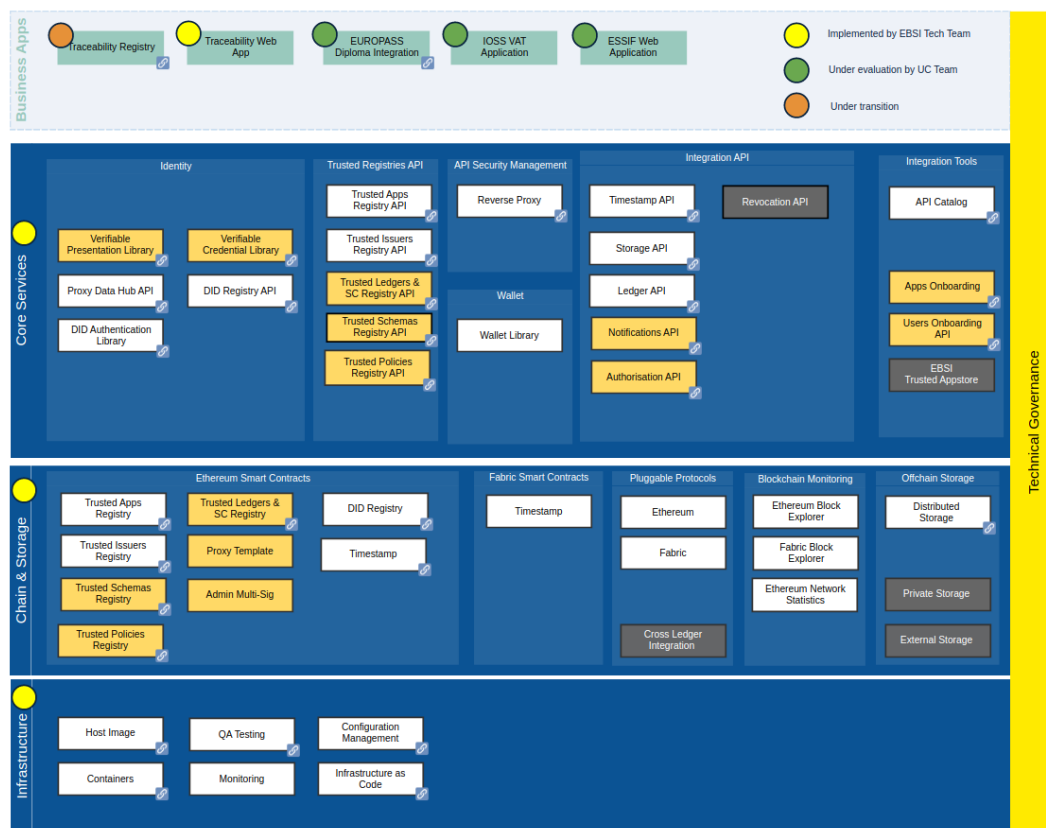 Business Apps
Traceability Registry
Traceability Web
App
EUROPASS
Diploma Integration
IOSS VAT
Application
ESSIF Web
Application
Implemented by EBSI Tech Team
Under evaluation by UC Team
Under transition
Technical Governance
Core Services
Identity
Verifiable
Presentation Library
Verifiable
Credential Library
Proxy Data Hub API
DID Registry API
DID Authentication
Library
Trusted Registries API
Trusted Apps
Registry API
Trusted Issuers
Registry API
Trusted Ledgers &
SC Registry API
Trusted Schemas
Registry API
Trusted Policies
Registry API
API Security Management
Reverse Proxy
Wallet
Wallet Library
Integration API
Timestamp API
Revocation API
Storage API
Ledger API
Notifications API
Authorisation API
Integration Tools
API Catalog
Apps Onboarding
Users Onboarding
API
EBSI
Trusted Appstore
Chain & Storage
Ethereum Smart Contracts
Trusted Apps
Registry
Trusted Ledgers &
SC Registry
DID Registry
Trusted Issuers
Registry
Proxy Template
Timestamp
Trusted Schemas
Registry
Admin Multi-Sig
Trusted Policies
Registry
Fabric Smart Contracts
Timestamp
Pluggable Protocols
Ethereum
Fabric
Cross Ledger
Integration
Blockchain Monitoring
Ethereum Block
Explorer
Fabric Block
Explorer
Ethereum Network
Statistics
Offchain Storage
Distributed
Storage
Private Storage
External Storage
Infrastructure
Host Image
QA Testing
Configuration
Management
Containers
Monitoring
Infrastructure as
Code